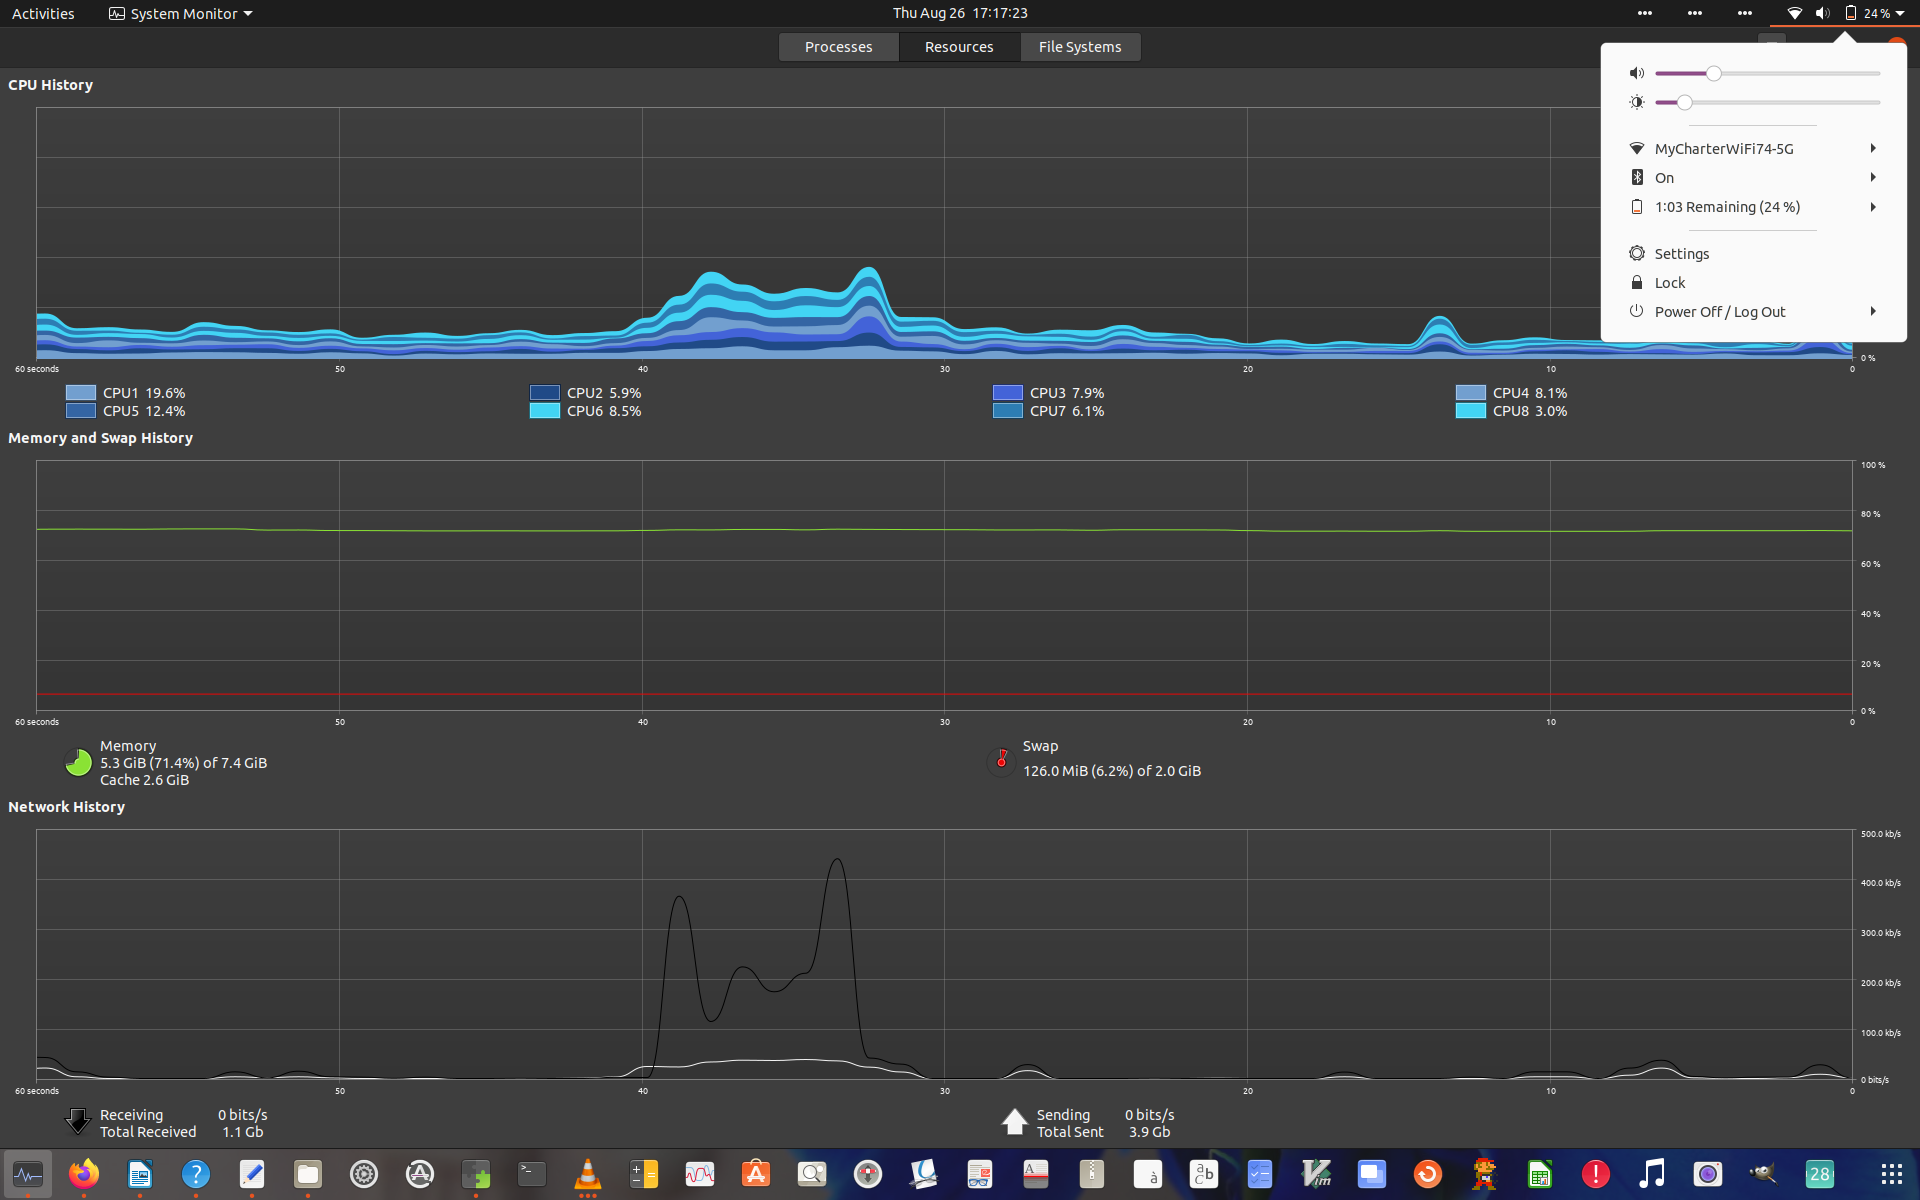 Activities
System Monitor
Thu Aug 26  17:17:23
24 %
Processes
Resources
File Systems
MyCharterWiFi74-5G
On
1:03 Remaining (24 %)
Settings
Lock
Power Off / Log Out
CPU History
0 %
60 seconds
50
40
30
20
10
0
CPU1 19.6%
CPU2 5.9%
CPU3 7.9%
CPU4 8.1%
CPU5 12.4%
CPU6 8.5%
CPU7 6.1%
CPU8 3.0%
Memory and Swap History
100 %
80 %
60 %
40 %
20 %
0 %
60 seconds
50
40
30
20
10
0
Memory
5.3 GiB (71.4%) of 7.4 GiB
Cache 2.6 GiB
Swap
126.0 MiB (6.2%) of 2.0 GiB
Network History
500.0 kb/s
400.0 kb/s
300.0 kb/s
200.0 kb/s
100.0 kb/s
0 bits/s
60 seconds
50
40
30
20
10
0
Receiving
0 bits/s
Total Received
1.1 Gb
Sending
0 bits/s
Total Sent
3.9 Gb
?
>_
A
à
a b c
Vim
!
28